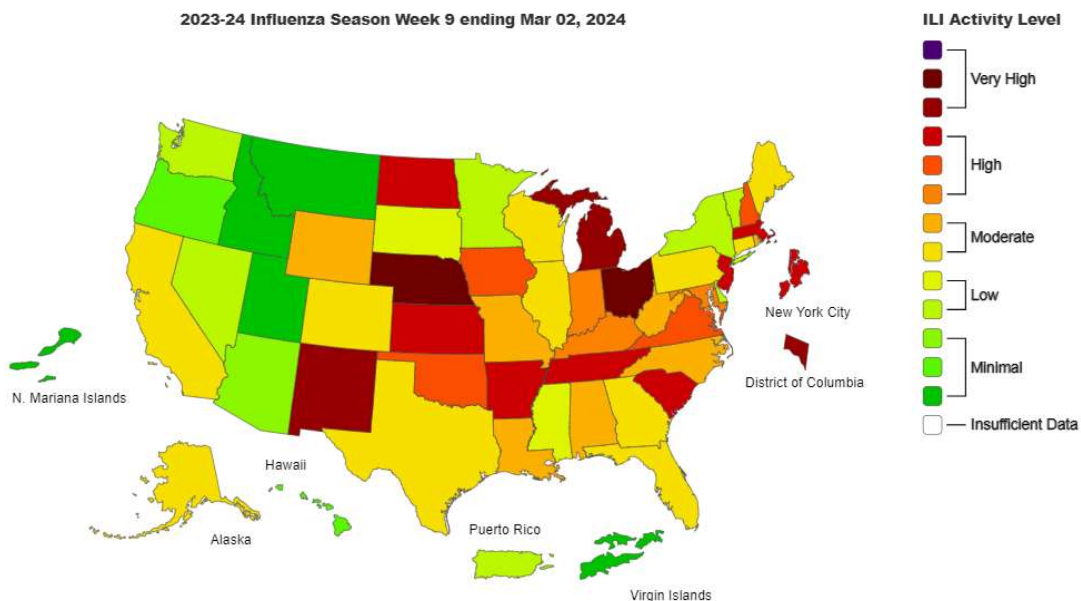 2023-24 Influenza Season Week 9 ending Mar 02, 2024
ILI Activity Level
Very High
High
Moderate
Low
Minimal
Insufficient Data
New York City
District of Columbia
N. Mariana Islands
Hawaii
Alaska
Puerto Rico
Virgin Islands